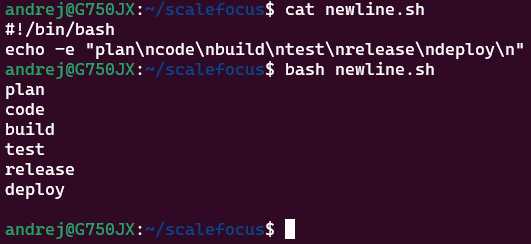 andrej@G750JX:~/scalefocus$ cat newline.sh
#!/bin/bash
echo -e "plan\ncode\nbuild\ntest\nrelease\ndeploy\n"
andrej@G750JX:~/scalefocus$ bash newline.sh
plan
code
build
test
release
deploy

andrej@G750JX:~/scalefocus$